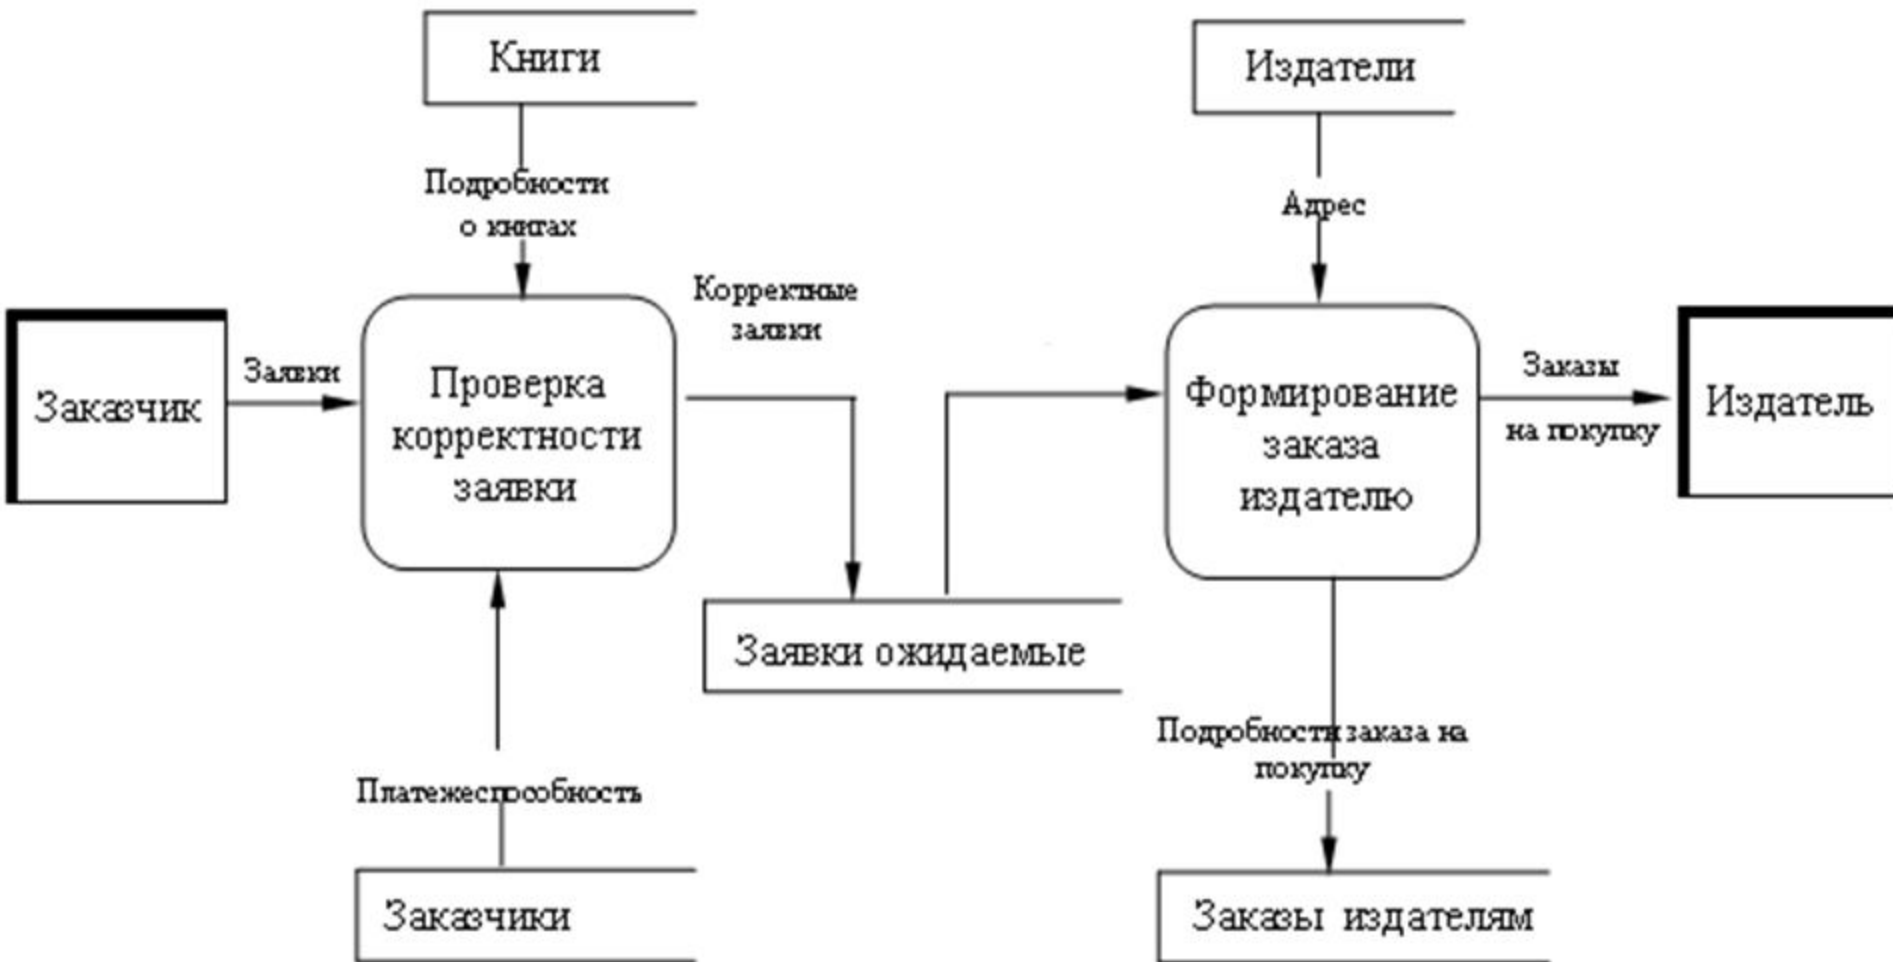 Книги
Издатели
Подробности
о книгах
Адрес
Корректные
заявки
Заказчик
Заявки
Проверка
корректности
заявки
Формирование
заказа
издателю
Заказы
на покупку
Издатель
Заявки ожидаемые
Подробности заказа на
покупку
Платежеспособность
Заказчики
Заказы издателям